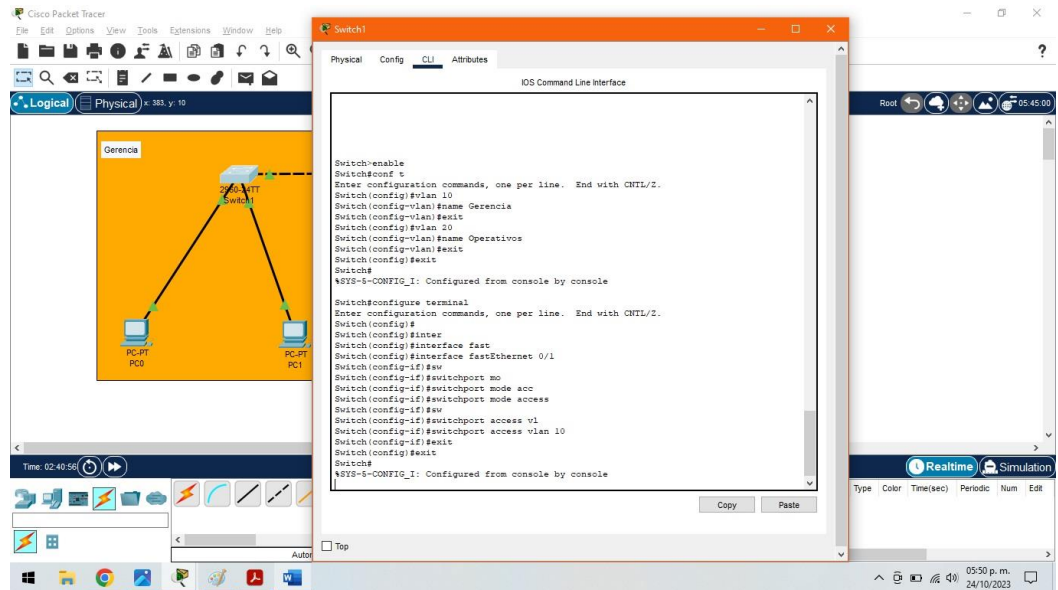 Cisco Packet Tracer
File Edit Options View Tools Extensions Window Help
Logical Physical x: 383, y: 10
Root 05:45:00
Gerencia
2960-24TT
Switch1
PC-PT
PC0
PC-PT
PC1
Time: 02:40:56
Realtime Simulation
Type Color Time(sec) Periodic Num Edit
Switch1
Physical Config CLI Attributes
IOS Command Line Interface
Switch>enable
Switch#conf t
Enter configuration commands, one per line. End with CNTL/Z.
Switch(config)#vlan 10
Switch(config-vlan)#name Gerencia
Switch(config-vlan)#exit
Switch(config)#vlan 20
Switch(config-vlan)#name Operativos
Switch(config-vlan)#exit
Switch(config)#exit
Switch#
%SYS-5-CONFIG_I: Configured from console by console
Switch#configure terminal
Enter configuration commands, one per line. End with CNTL/Z.
Switch(config)#
Switch(config)#inter
Switch(config)#interface fast
Switch(config)#interface fastEthernet 0/1
Switch(config-if)#sw
Switch(config-if)#switchport mo
Switch(config-if)#switchport mode acc
Switch(config-if)#switchport mode access
Switch(config-if)#sw
Switch(config-if)#switchport access vl
Switch(config-if)#switchport access vlan 10
Switch(config-if)#exit
Switch(config)#exit
Switch#
%SYS-5-CONFIG_I: Configured from console by console
Copy Paste
Top
05:50 p. m.
24/10/2023